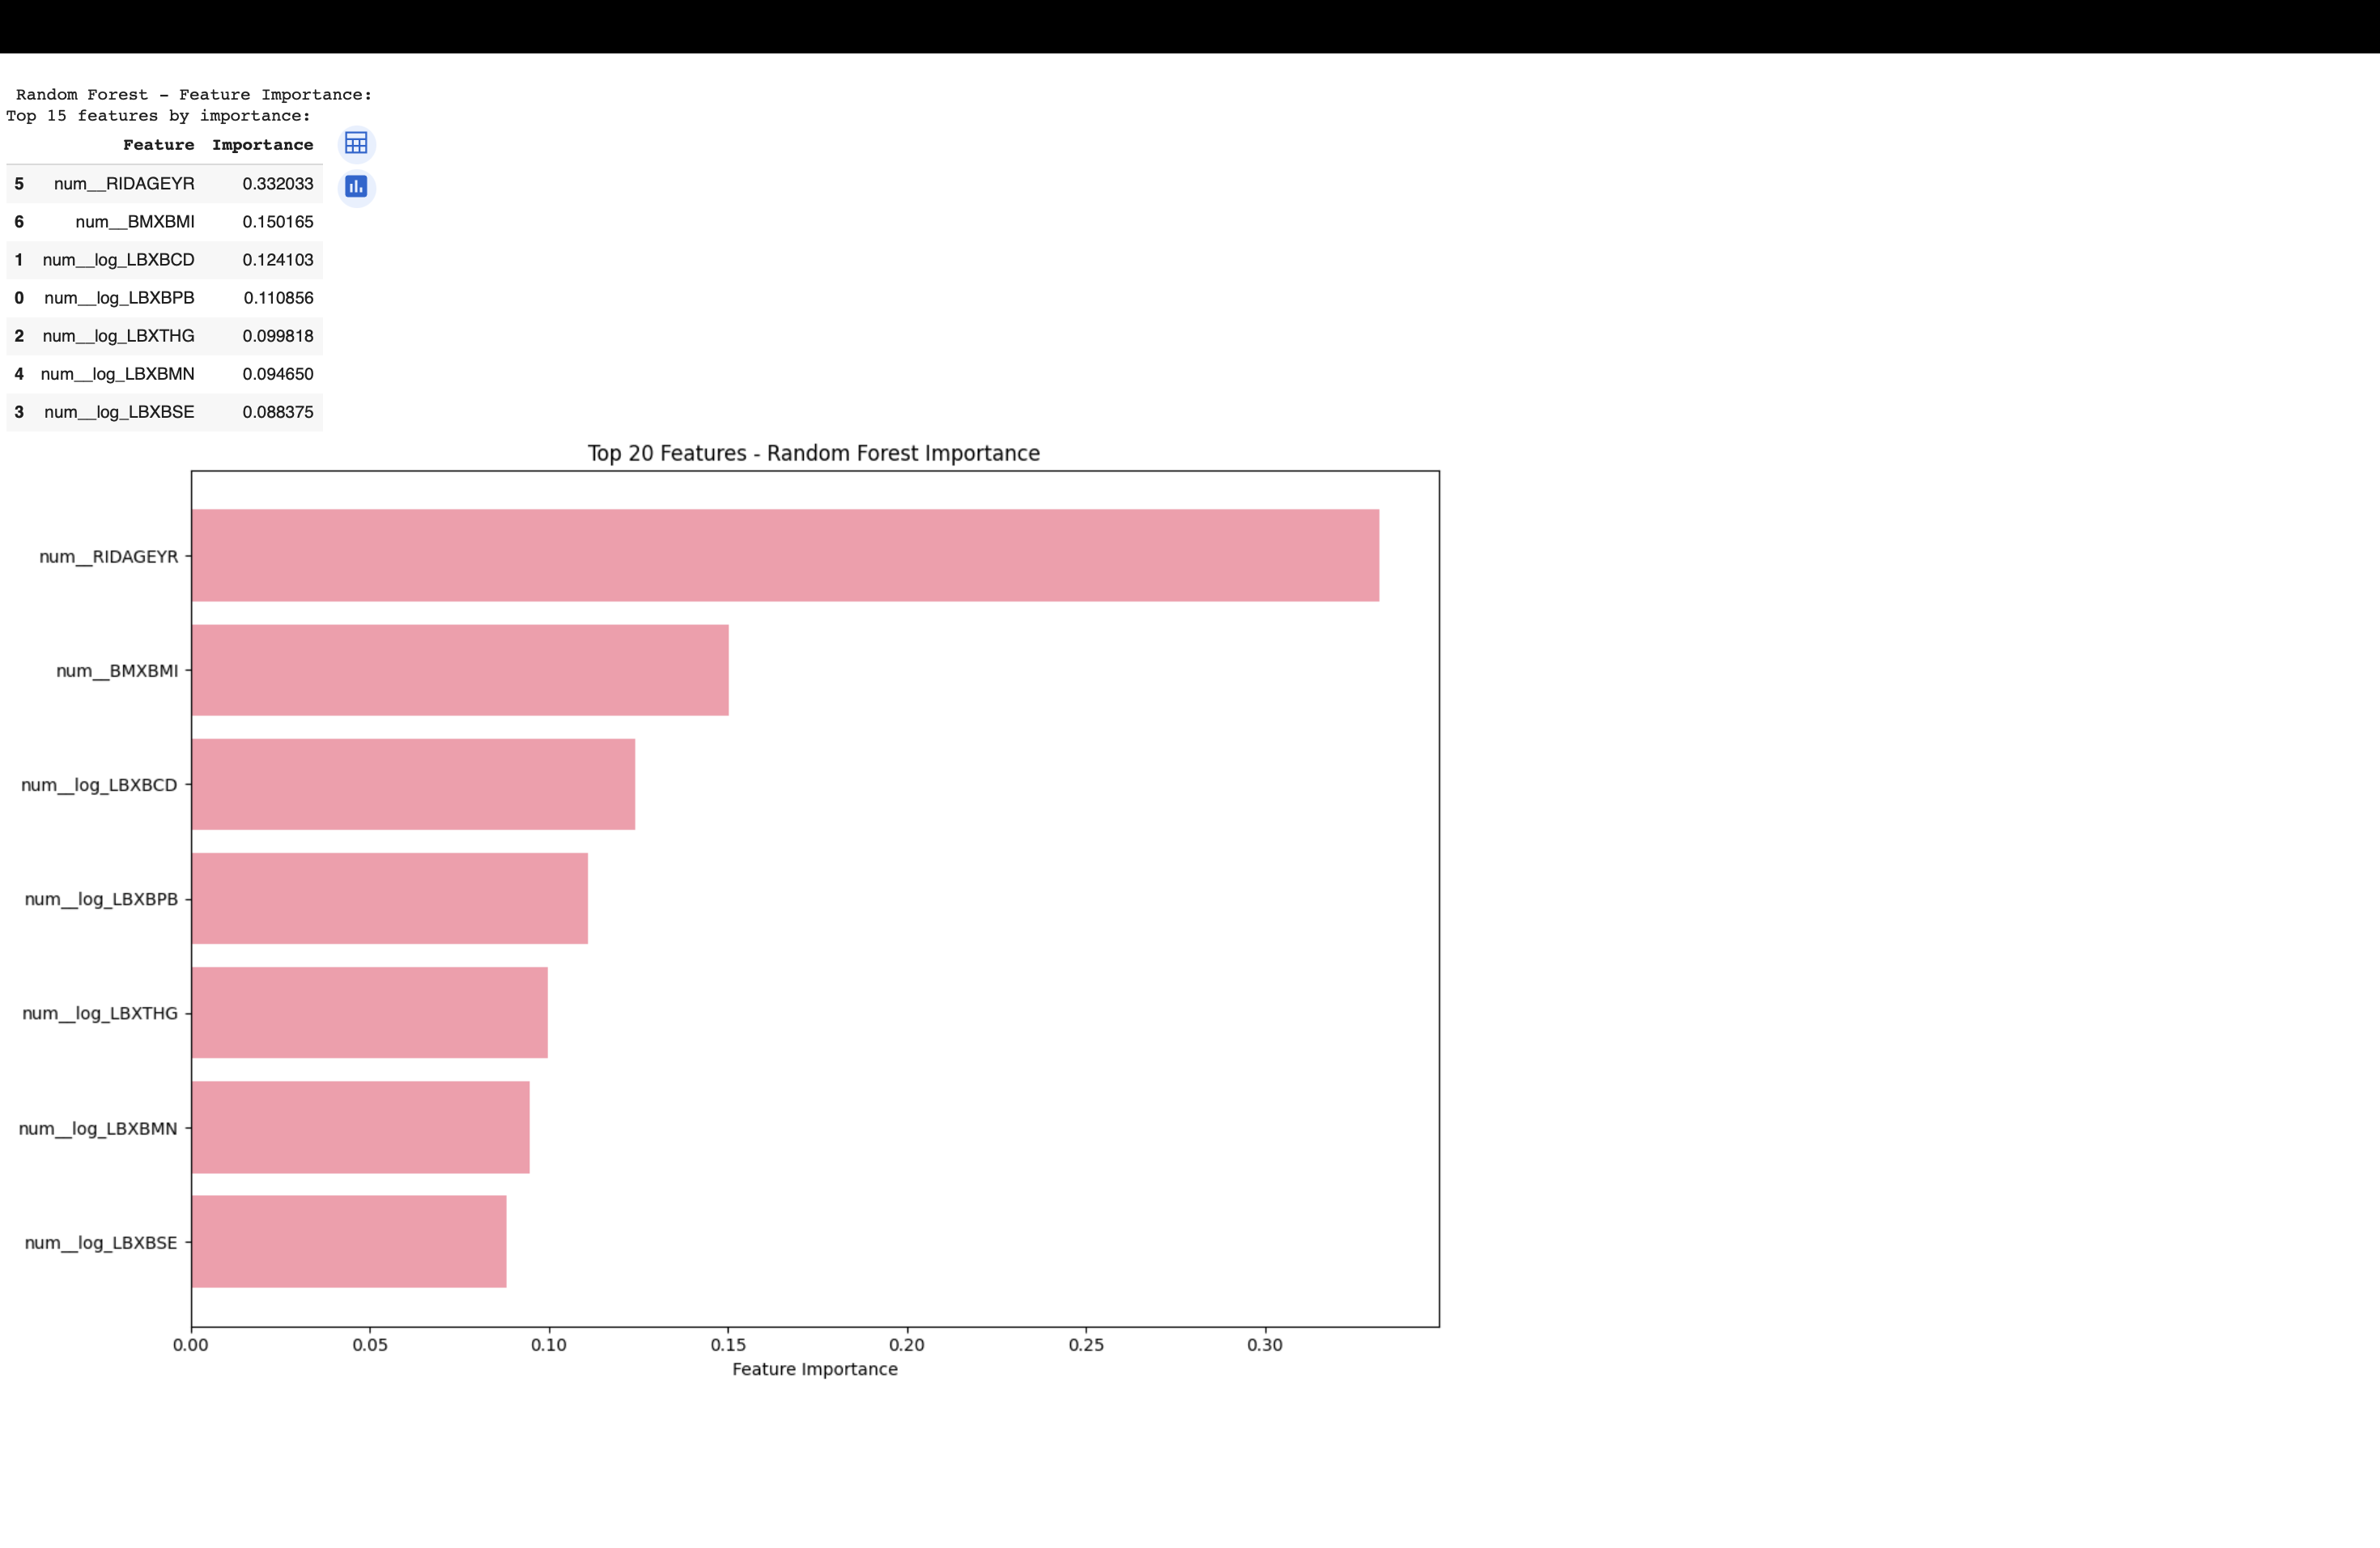 Random Forest - Feature Importance:
Top 15 features by importance:
Feature Importance
5 num__RIDAGEYR 0.332033
6 num__BMXBMI 0.150165
1 num__log_LBXBCD 0.124103
0 num__log_LBXBPB 0.110856
2 num__log_LBXTHG 0.099818
4 num__log_LBXBMN 0.094650
3 num__log_LBXBSE 0.088375
Top 20 Features - Random Forest Importance
num__RIDAGEYR
num__BMXBMI
num__log_LBXBCD
num__log_LBXBPB
num__log_LBXTHG
num__log_LBXBMN
num__log_LBXBSE
0.00 0.05 0.10 0.15 0.20 0.25 0.30
Feature Importance